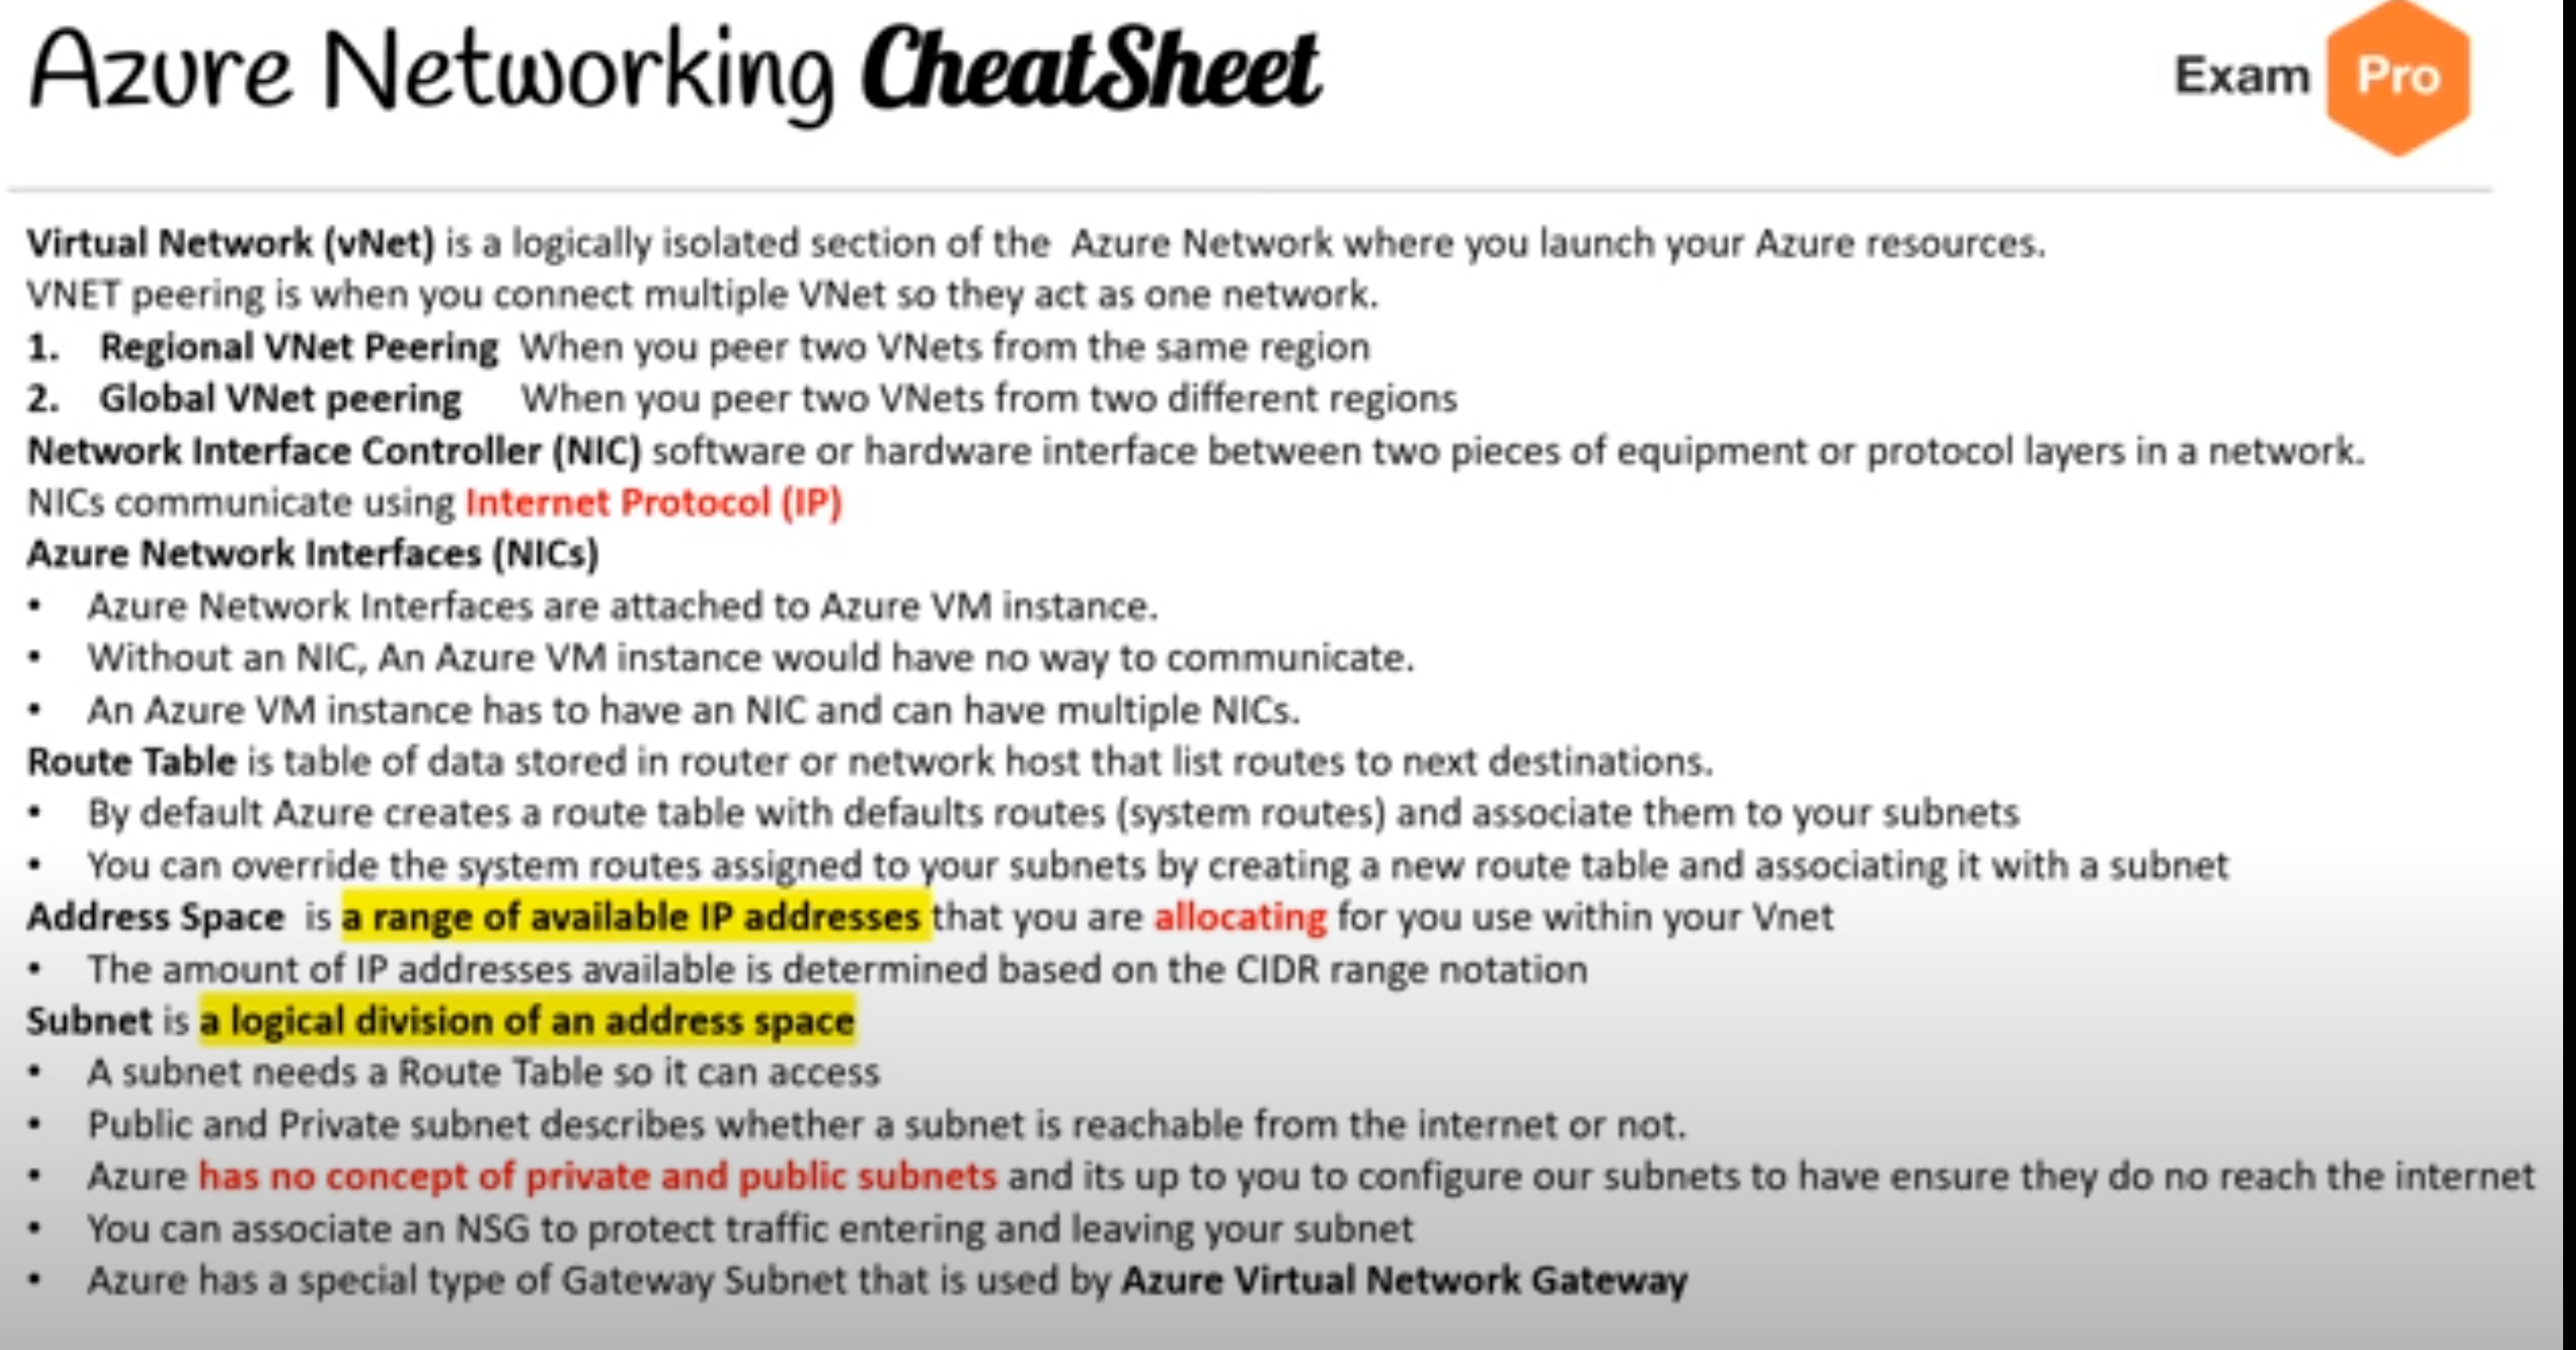 Azure Networking CheatSheet
Exam Pro
Virtual Network (vNet) is a logically isolated section of the Azure Network where you launch your Azure resources.
VNET peering is when you connect multiple VNet so they act as one network.
1. Regional VNet Peering When you peer two VNets from the same region
2. Global VNet peering When you peer two VNets from two different regions
Network Interface Controller (NIC) software or hardware interface between two pieces of equipment or protocol layers in a network.
NICs communicate using Internet Protocol (IP)
Azure Network Interfaces (NICs)
• Azure Network Interfaces are attached to Azure VM instance.
• Without an NIC, An Azure VM instance would have no way to communicate.
• An Azure VM instance has to have an NIC and can have multiple NICs.
Route Table is table of data stored in router or network host that list routes to next destinations.
• By default Azure creates a route table with defaults routes (system routes) and associate them to your subnets
• You can override the system routes assigned to your subnets by creating a new route table and associating it with a subnet
Address Space is a range of available IP addresses that you are allocating for you use within your Vnet
• The amount of IP addresses available is determined based on the CIDR range notation
Subnet is a logical division of an address space
• A subnet needs a Route Table so it can access
• Public and Private subnet describes whether a subnet is reachable from the internet or not.
• Azure has no concept of private and public subnets and its up to you to configure our subnets to have ensure they do no reach the internet
• You can associate an NSG to protect traffic entering and leaving your subnet
• Azure has a special type of Gateway Subnet that is used by Azure Virtual Network Gateway